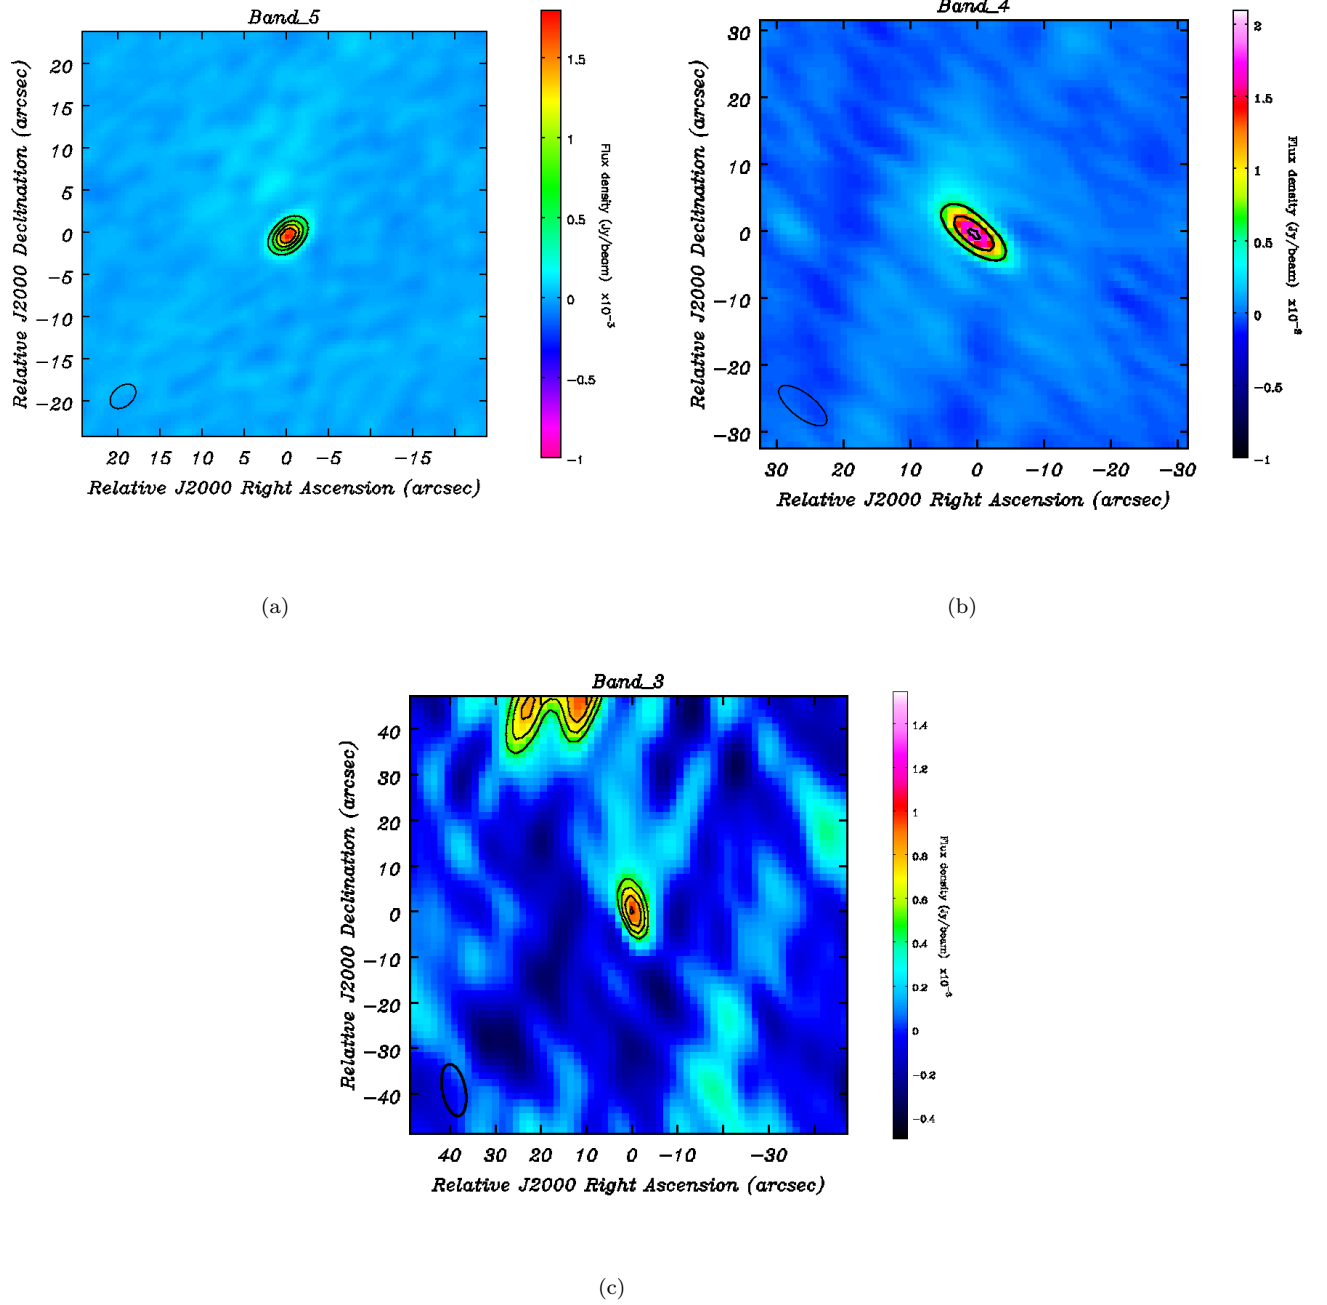 Band_5
Relative J2000 Declination (arcsec)
20
15
10
5
0
−5
−10
−15
−20
20 15 10 5 0 −5 −15
Relative J2000 Right Ascension (arcsec)
1.5
1
0.5
0
−0.5
−1
Flux density (Jy/beam) x10⁻³
(a)
Band_4
Relative J2000 Declination (arcsec)
30
20
10
0
−10
−20
−30
30 20 10 0 −10 −20 −30
Relative J2000 Right Ascension (arcsec)
2
1.5
1
0.5
0
−0.5
−1
Flux density (Jy/beam) x10⁻³
(b)
Band_3
Relative J2000 Declination (arcsec)
40
30
20
10
0
−10
−20
−30
−40
40 30 20 10 0 −10 −30
Relative J2000 Right Ascension (arcsec)
1.4
1.2
1
0.8
0.6
0.4
0.2
0
−0.2
−0.4
Flux density (Jy/beam) x10⁻³
(c)